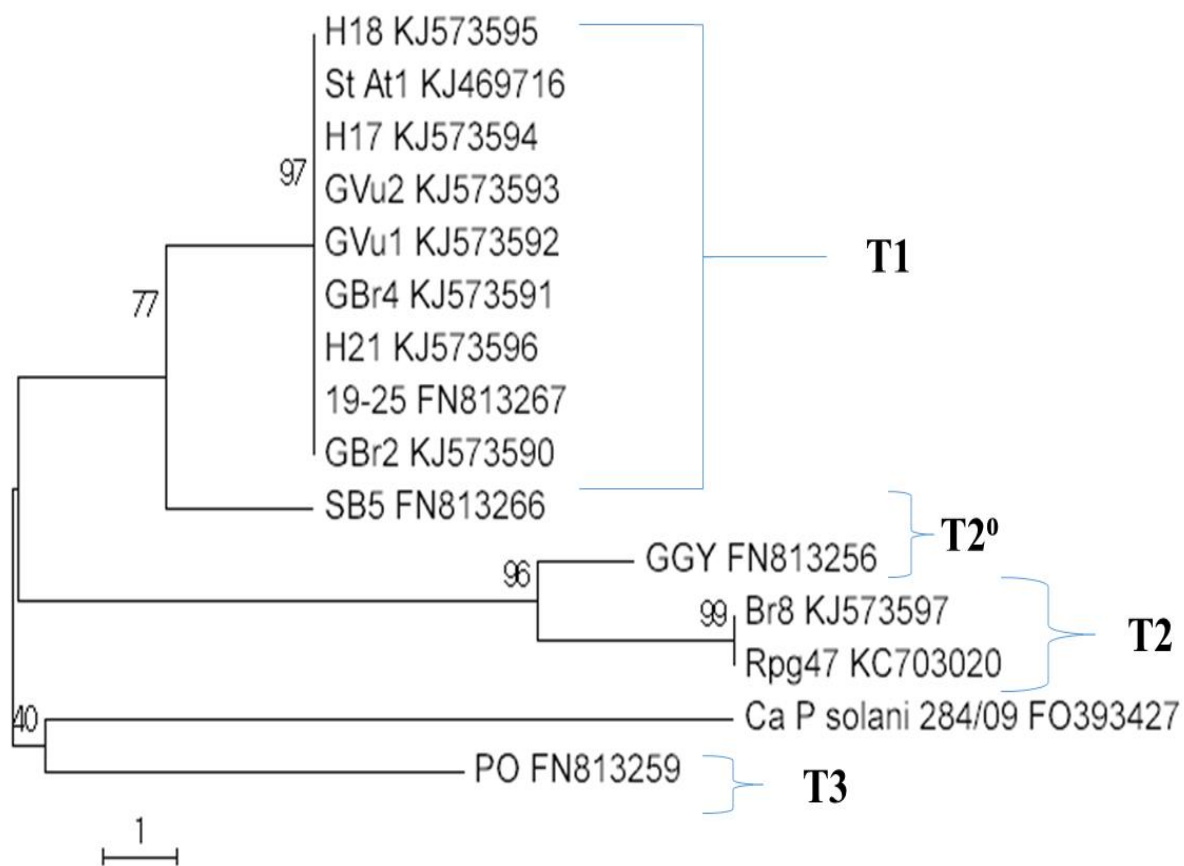 H18 KJ573595
St At1 KJ469716
H17 KJ573594
97
GVu2 KJ573593
GVu1 KJ573592
T1
GBr4 KJ573591
77
H21 KJ573596
19-25 FN813267
GBr2 KJ573590
SB5 FN813266
T2⁰
GGY FN813256
96
Br8 KJ573597
99
T2
Rpg47 KC703020
Ca P solani 284/09 FO393427
40
PO FN813259
T3
1